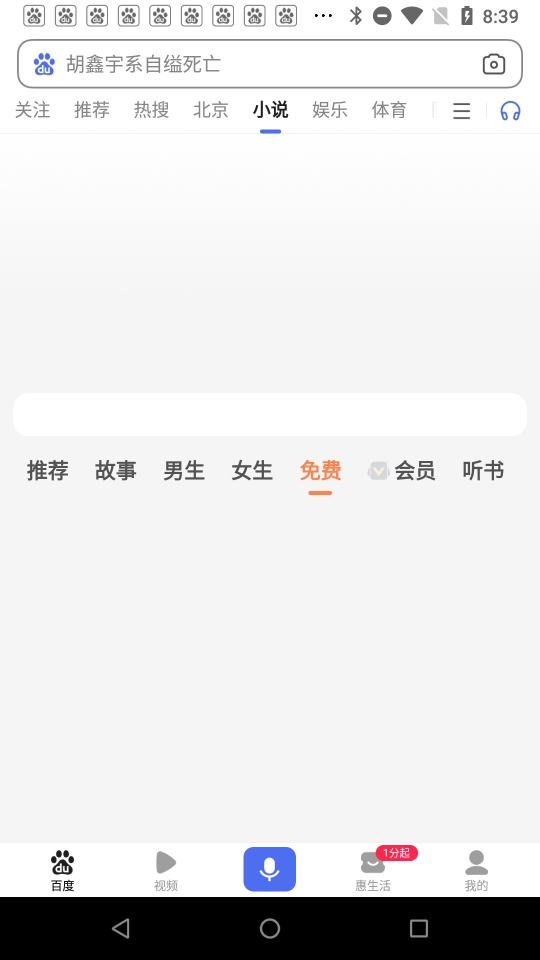 8:39
胡鑫宇系自缢死亡
关注 推荐 热搜 北京 小说 娱乐 体育
推荐 故事 男生 女生 免费 会员 听书
1分起
百度 视频 惠生活 我的